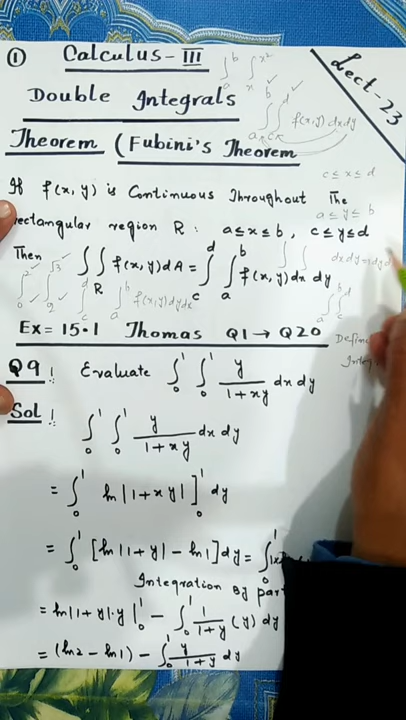 ① Calculus - III
Lect-23
Double Integrals
Theorem (Fubini's Theorem
If f(x, y) is Continuous Throughout The
rectangular region R : a≤x≤b, c≤y≤d
c ≤ x ≤ d
a ≤ y ≤ b
Then ∫∫_R f(x, y) dA = ∫_c^d ∫_a^b f(x, y) dx dy
Ex = 15.1 Thomas Q1 → Q20
Q9! Evaluate ∫_0^1 ∫_0^1 y/(1+xy) dx dy
Sol!
∫_0^1 ∫_0^1 y/(1+xy) dx dy
= ∫_0^1 ln|1+xy| ]_0^1 dy
= ∫_0^1 [ln|1+y| - ln1] dy = ∫_0^1
Integration by part
= ln|1+y|.y |_0^1 - ∫_0^1 1/(1+y) (y) dy
= (ln2 - ln1) - ∫_0^1 y/(1+y) dy